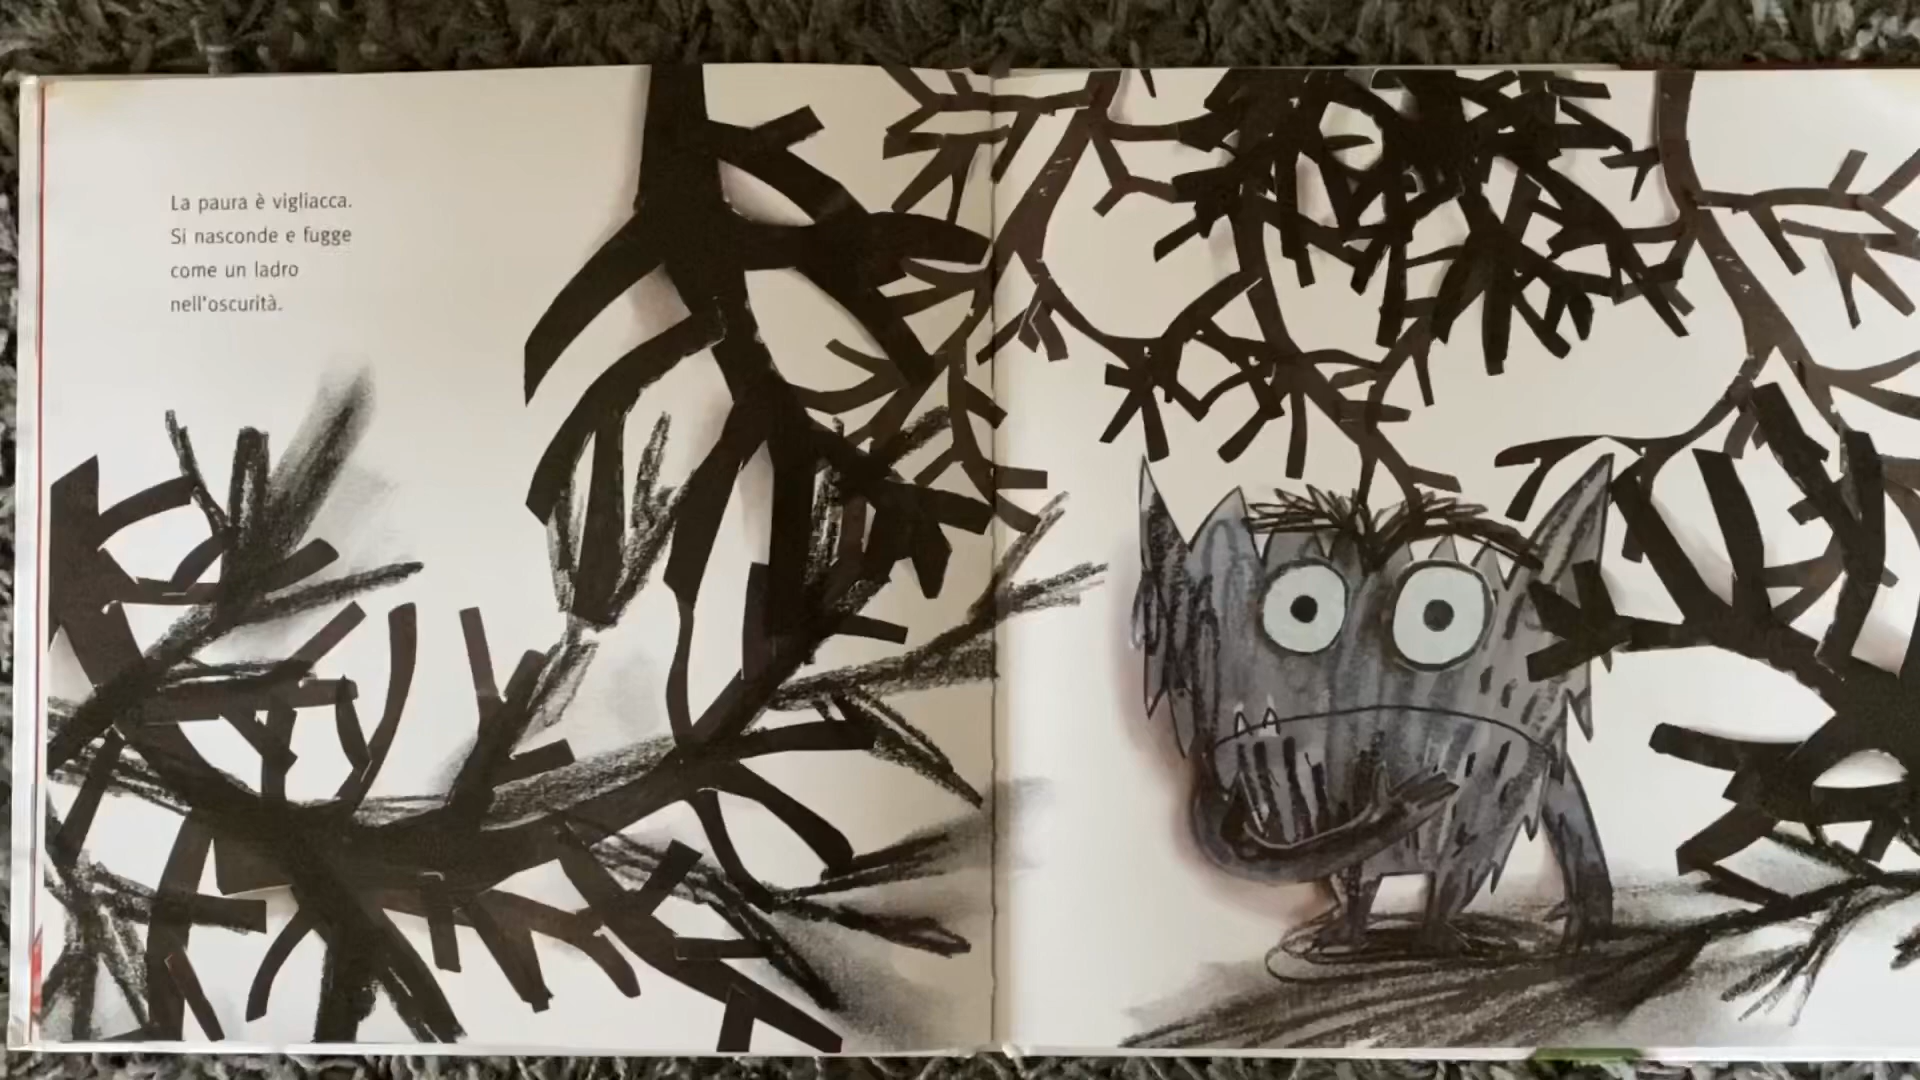 La paura è vigliacca.
Si nasconde e fugge
come un ladro
nell'oscurità.